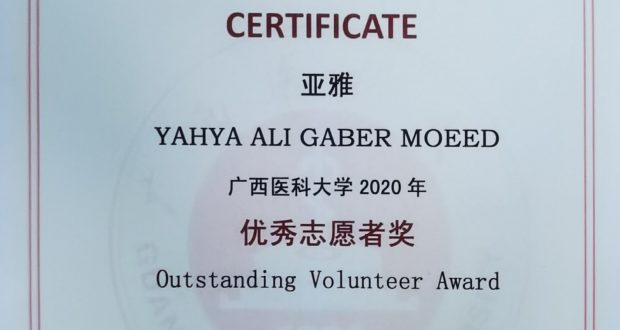 CERTIFICATE
亚雅
YAHYA ALI GABER MOEED
广西医科大学 2020 年
优秀志愿者奖
Outstanding Volunteer Award